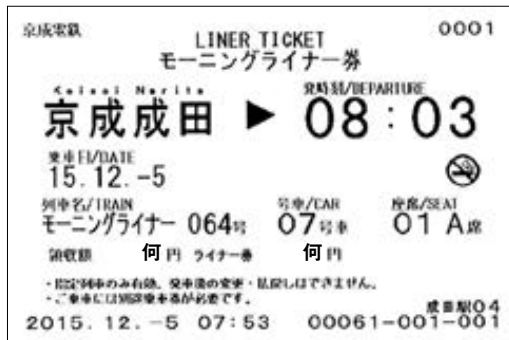 京成電鉄 0001
LINER TICKET
モーニングライナー券
Keisei Narita 発時刻/DEPARTURE
京成成田 ▶ 08:03
乗車日/DATE
15.12.-5
列車名/TRAIN 号車/CAR 座席/SEAT
モーニングライナー 064号 07号車 01 A席
領収額 何円 ライナー券 何円
・指定列車のみ有効。発車後の変更・払戻しはできません。
・ご乗車には別途乗車券が必要です。
成田駅04
2015.12.-5 07:53 00061-001-001